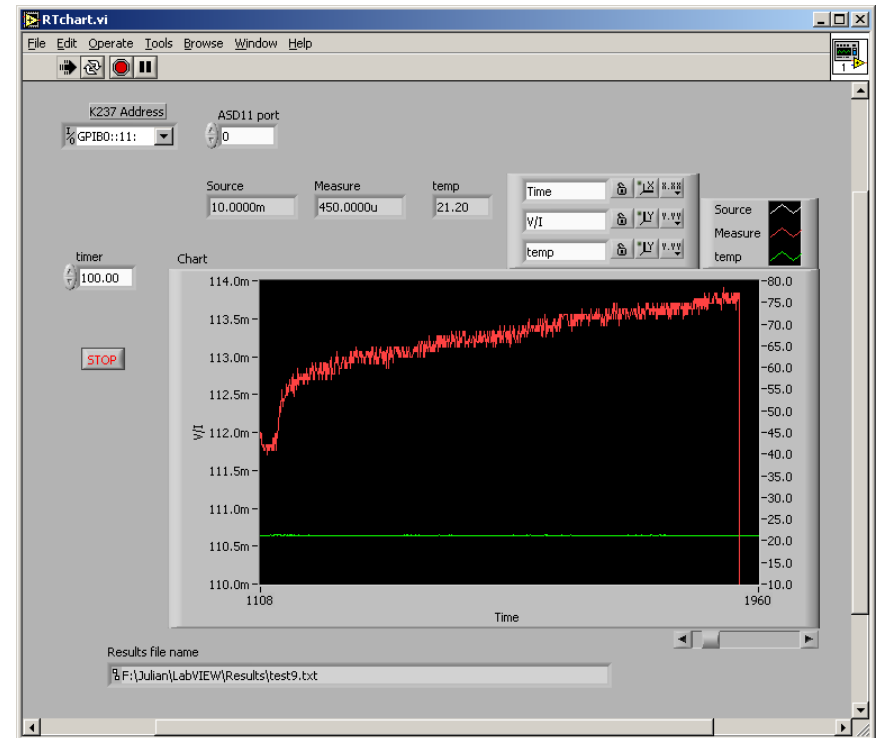 RTchart.vi
File Edit Operate Tools Browse Window Help
1
K237 Address
ASD11 port
GPIB0::11:
0
Source Measure temp
10.0000m 450.0000u 21.20
Time
X.XX
V/I
Y.YY
temp
Y.YY
Source
Measure
temp
timer
100.00
STOP
Chart
114.0m
113.5m
113.0m
112.5m
112.0m
111.5m
111.0m
110.5m
110.0m
V/I
80.0
75.0
70.0
65.0
60.0
55.0
50.0
45.0
40.0
35.0
30.0
25.0
20.0
15.0
10.0
1108 1960
Time
Results file name
F:\Julian\LabVIEW\Results\test9.txt